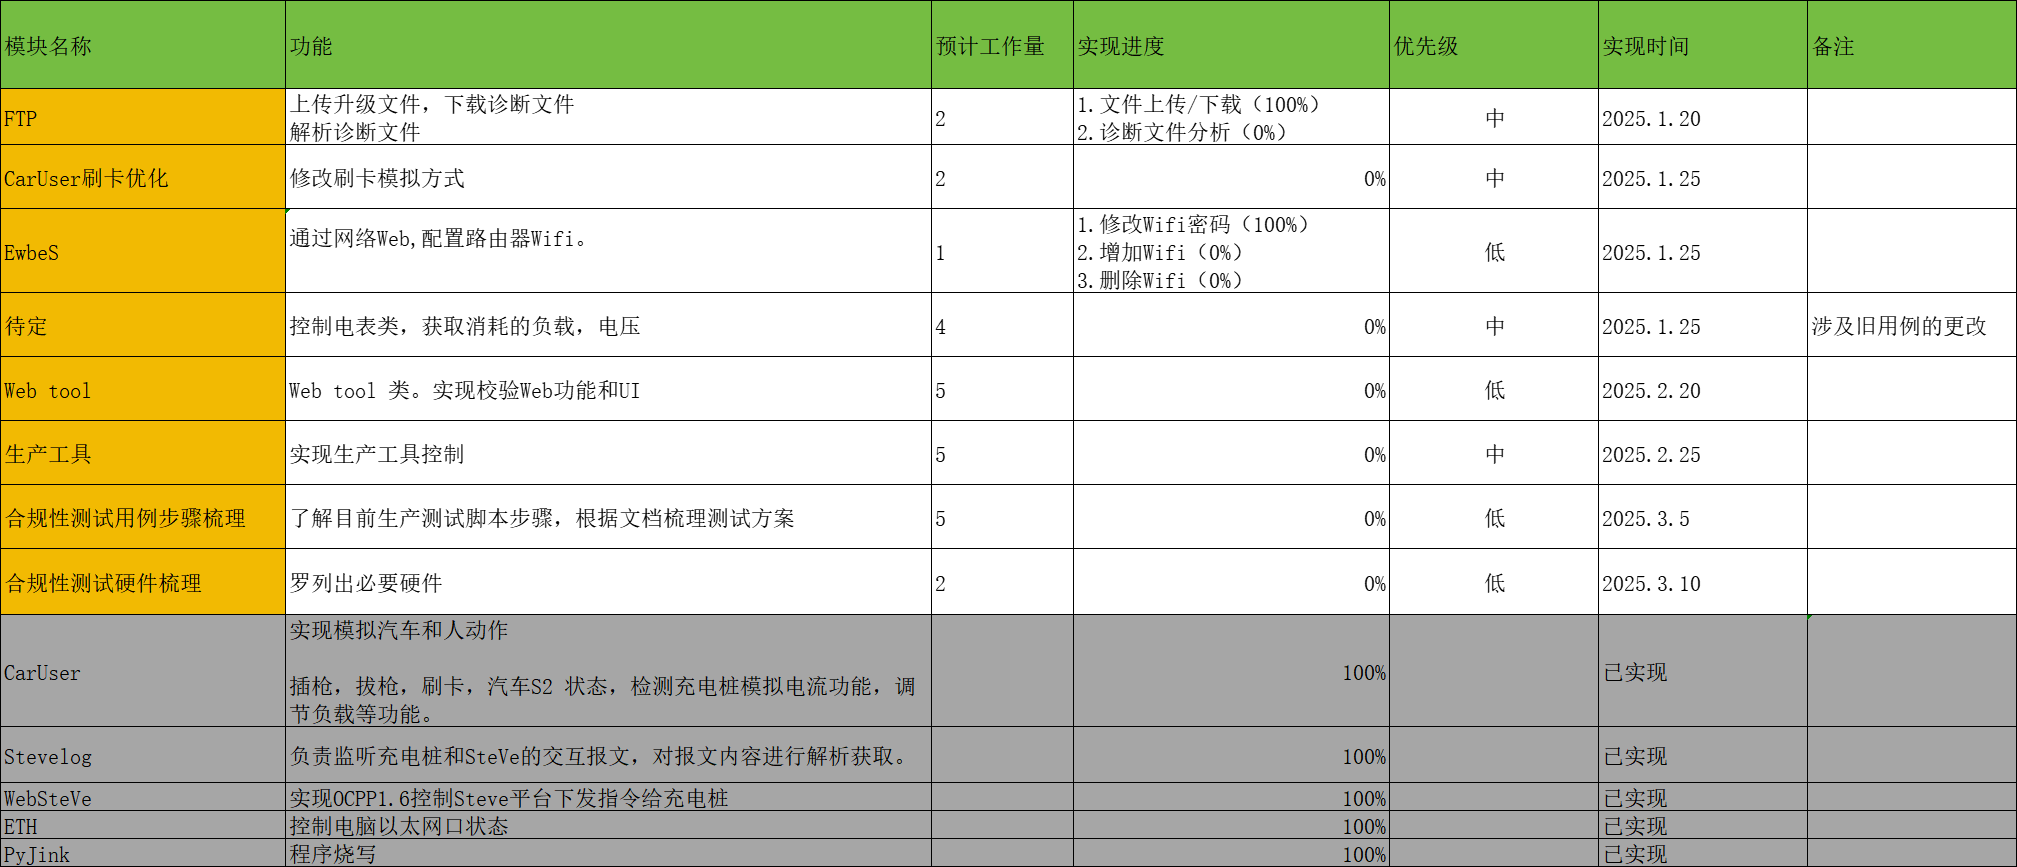 模块名称 功能 预计工作量 实现进度 优先级 实现时间 备注
FTP 上传升级文件，下载诊断文件
解析诊断文件 2 1.文件上传/下载（100%）
2.诊断文件分析（0%） 中 2025.1.20
CarUser刷卡优化 修改刷卡模拟方式 2 0% 中 2025.1.25
EwbeS 通过网络Web,配置路由器Wifi。 1 1.修改Wifi密码（100%）
2.增加Wifi（0%）
3.删除Wifi（0%） 低 2025.1.25
待定 控制电表类，获取消耗的负载，电压 4 0% 中 2025.1.25 涉及旧用例的更改
Web tool Web tool 类。实现校验Web功能和UI 5 0% 低 2025.2.20
生产工具 实现生产工具控制 5 0% 中 2025.2.25
合规性测试用例步骤梳理 了解目前生产测试脚本步骤，根据文档梳理测试方案 5 0% 低 2025.3.5
合规性测试硬件梳理 罗列出必要硬件 2 0% 低 2025.3.10
CarUser 实现模拟汽车和人动作
插枪，拔枪，刷卡，汽车S2 状态，检测充电桩模拟电流功能，调
节负载等功能。 100% 已实现
Stevelog 负责监听充电桩和SteVe的交互报文，对报文内容进行解析获取。 100% 已实现
WebSteVe 实现OCPP1.6控制Steve平台下发指令给充电桩 100% 已实现
ETH 控制电脑以太网口状态 100% 已实现
PyJink 程序烧写 100% 已实现